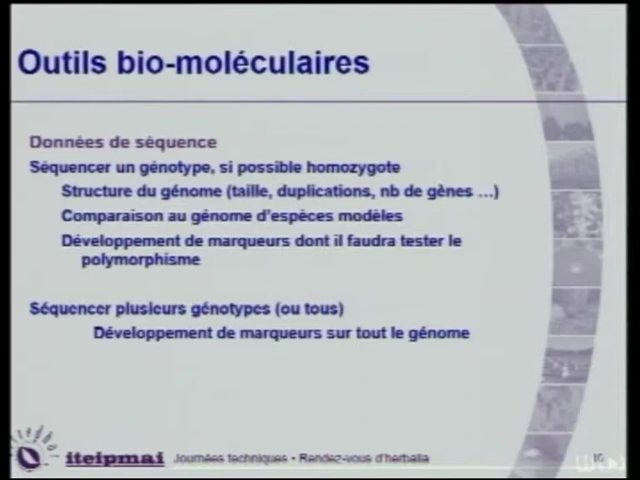 Outils bio-moléculaires
Données de séquence
Séquencer un génotype, si possible homozygote
Structure du génome (taille, duplications, nb de gènes ...)
Comparaison au génome d'espèces modèles
Développement de marqueurs dont il faudra tester le
polymorphisme
Séquencer plusieurs génotypes (ou tous)
Développement de marqueurs sur tout le génome
iteipmai Journées techniques • Rendez-vous d'herbalia